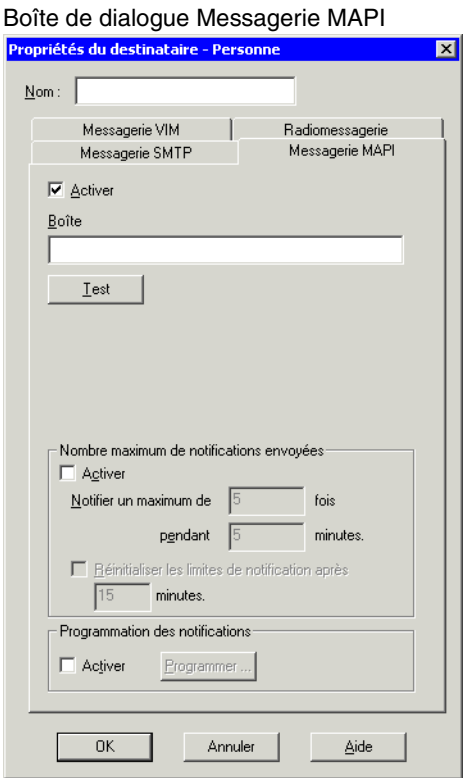 Boîte de dialogue Messagerie MAPI
Propriétés du destinataire - Personne
Nom :
Messagerie VIM Radiomessagerie
Messagerie SMTP Messagerie MAPI
Activer
Boîte
Test
Nombre maximum de notifications envoyées
Activer
Notifier un maximum de 5 fois
pendant 5 minutes.
Réinitialiser les limites de notification après
15 minutes.
Programmation des notifications
Activer Programmer ...
OK Annuler Aide